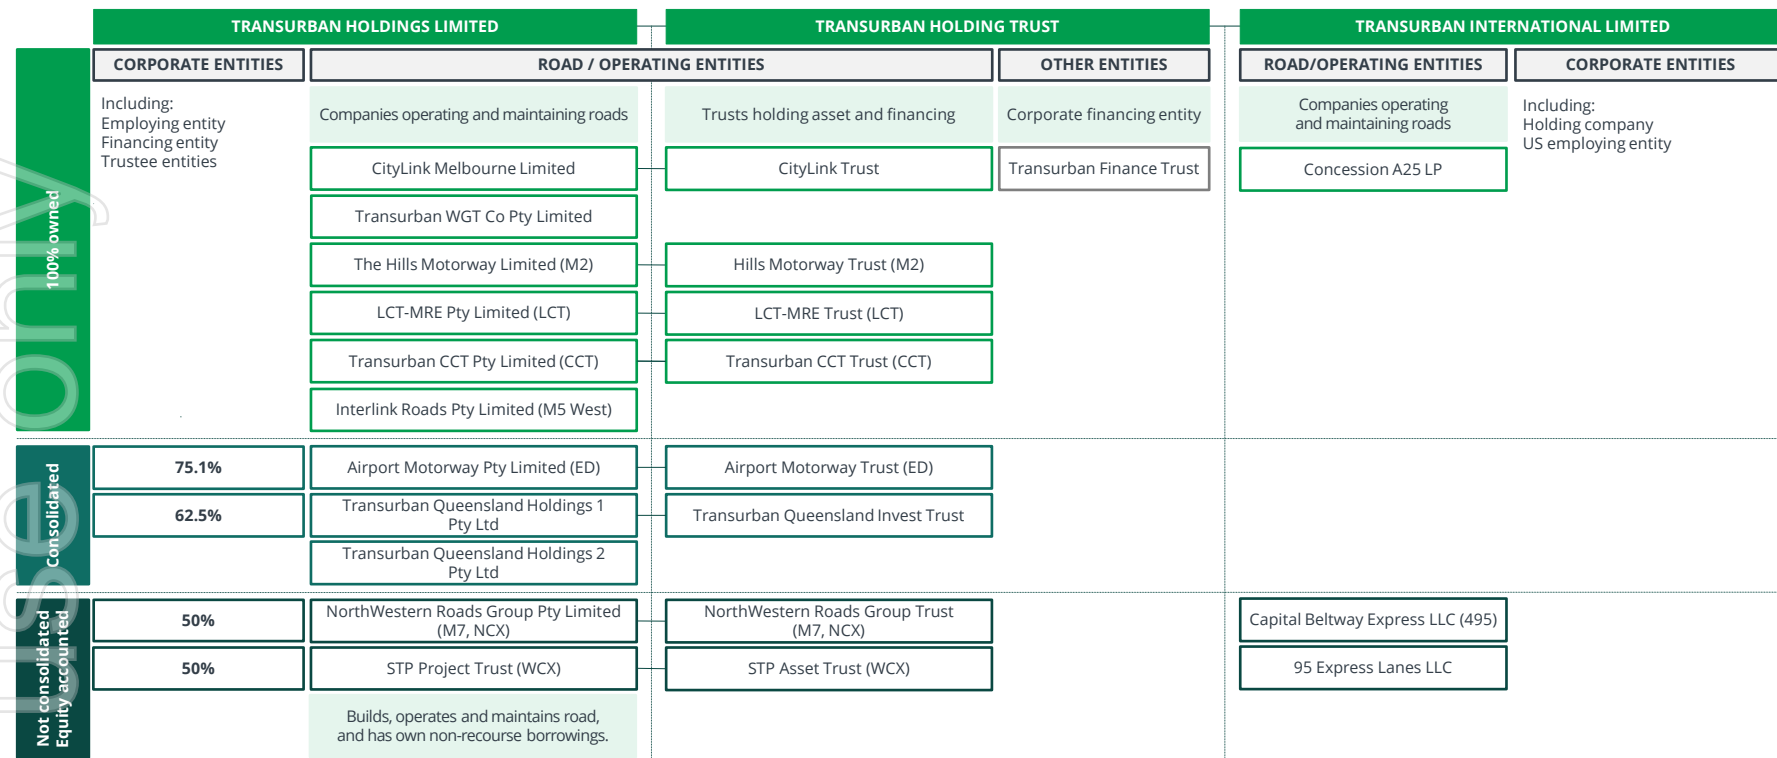 TRANSURBAN HOLDINGS LIMITED
TRANSURBAN HOLDING TRUST
TRANSURBAN INTERNATIONAL LIMITED
CORPORATE ENTITIES
ROAD / OPERATING ENTITIES
OTHER ENTITIES
ROAD/OPERATING ENTITIES
CORPORATE ENTITIES
100% owned
Including:
Employing entity
Financing entity
Trustee entities
Companies operating and maintaining roads
Trusts holding asset and financing
Corporate financing entity
Companies operating
and maintaining roads
Including:
Holding company
US employing entity
CityLink Melbourne Limited
CityLink Trust
Transurban Finance Trust
Concession A25 LP
Transurban WGT Co Pty Limited
The Hills Motorway Limited (M2)
Hills Motorway Trust (M2)
LCT-MRE Pty Limited (LCT)
LCT-MRE Trust (LCT)
Transurban CCT Pty Limited (CCT)
Transurban CCT Trust (CCT)
Interlink Roads Pty Limited (M5 West)
Consolidated
75.1%
Airport Motorway Pty Limited (ED)
Airport Motorway Trust (ED)
62.5%
Transurban Queensland Holdings 1
Pty Ltd
Transurban Queensland Invest Trust
Transurban Queensland Holdings 2
Pty Ltd
Not consolidated
Equity accounted
50%
NorthWestern Roads Group Pty Limited
(M7, NCX)
NorthWestern Roads Group Trust
(M7, NCX)
Capital Beltway Express LLC (495)
50%
STP Project Trust (WCX)
STP Asset Trust (WCX)
95 Express Lanes LLC
Builds, operates and maintains road,
and has own non-recourse borrowings.
use only